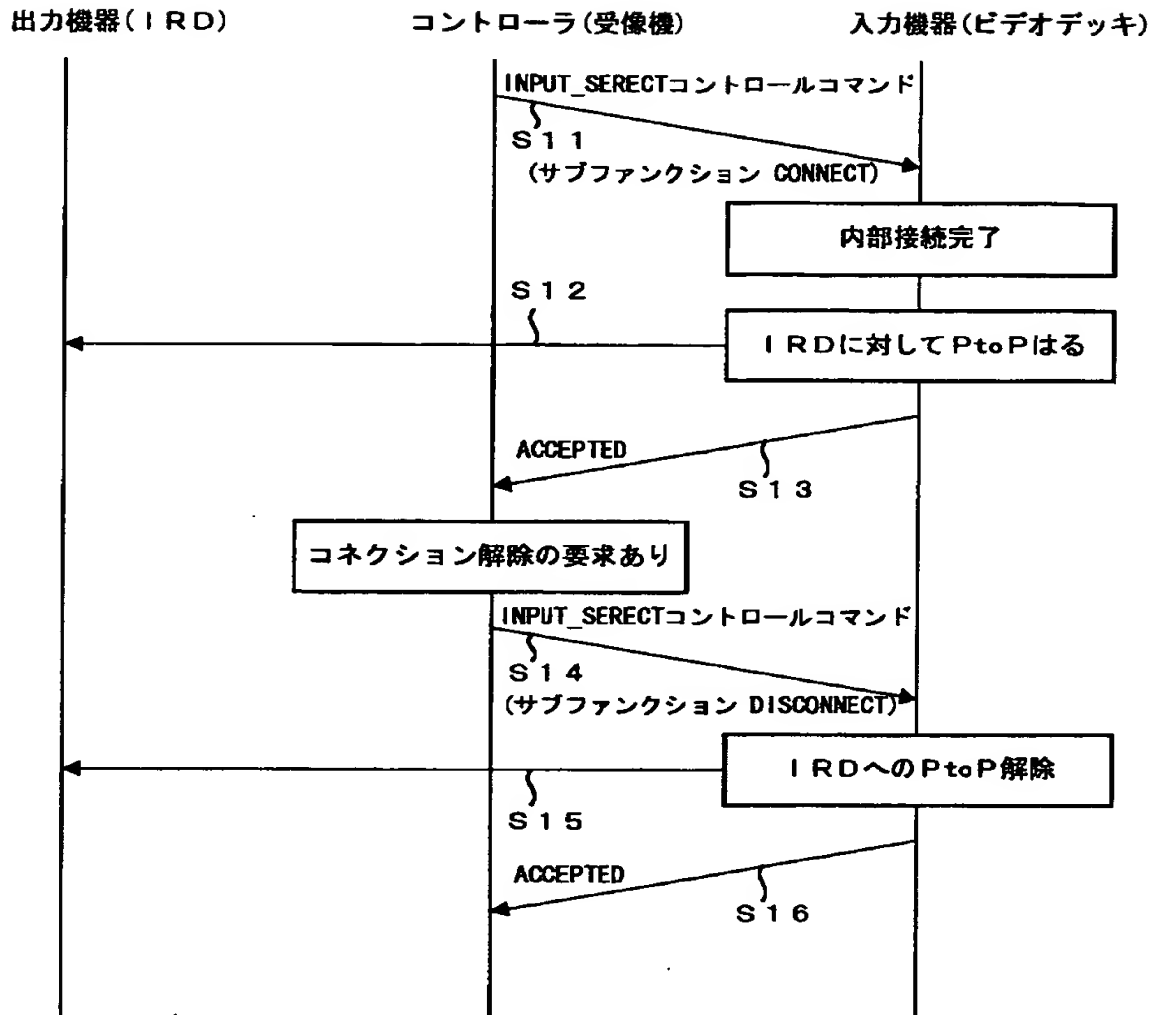 出力機器(IRD)
コントローラ(受像機)
入力機器(ビデオデッキ)
INPUT_SERECTコントロールコマンド
S11
(サブファンクション CONNECT)
内部接続完了
S12
IRDに対してPtoPはる
ACCEPTED
S13
コネクション解除の要求あり
INPUT_SERECTコントロールコマンド
S14
(サブファンクション DISCONNECT)
IRDへのPtoP解除
S15
ACCEPTED
S16